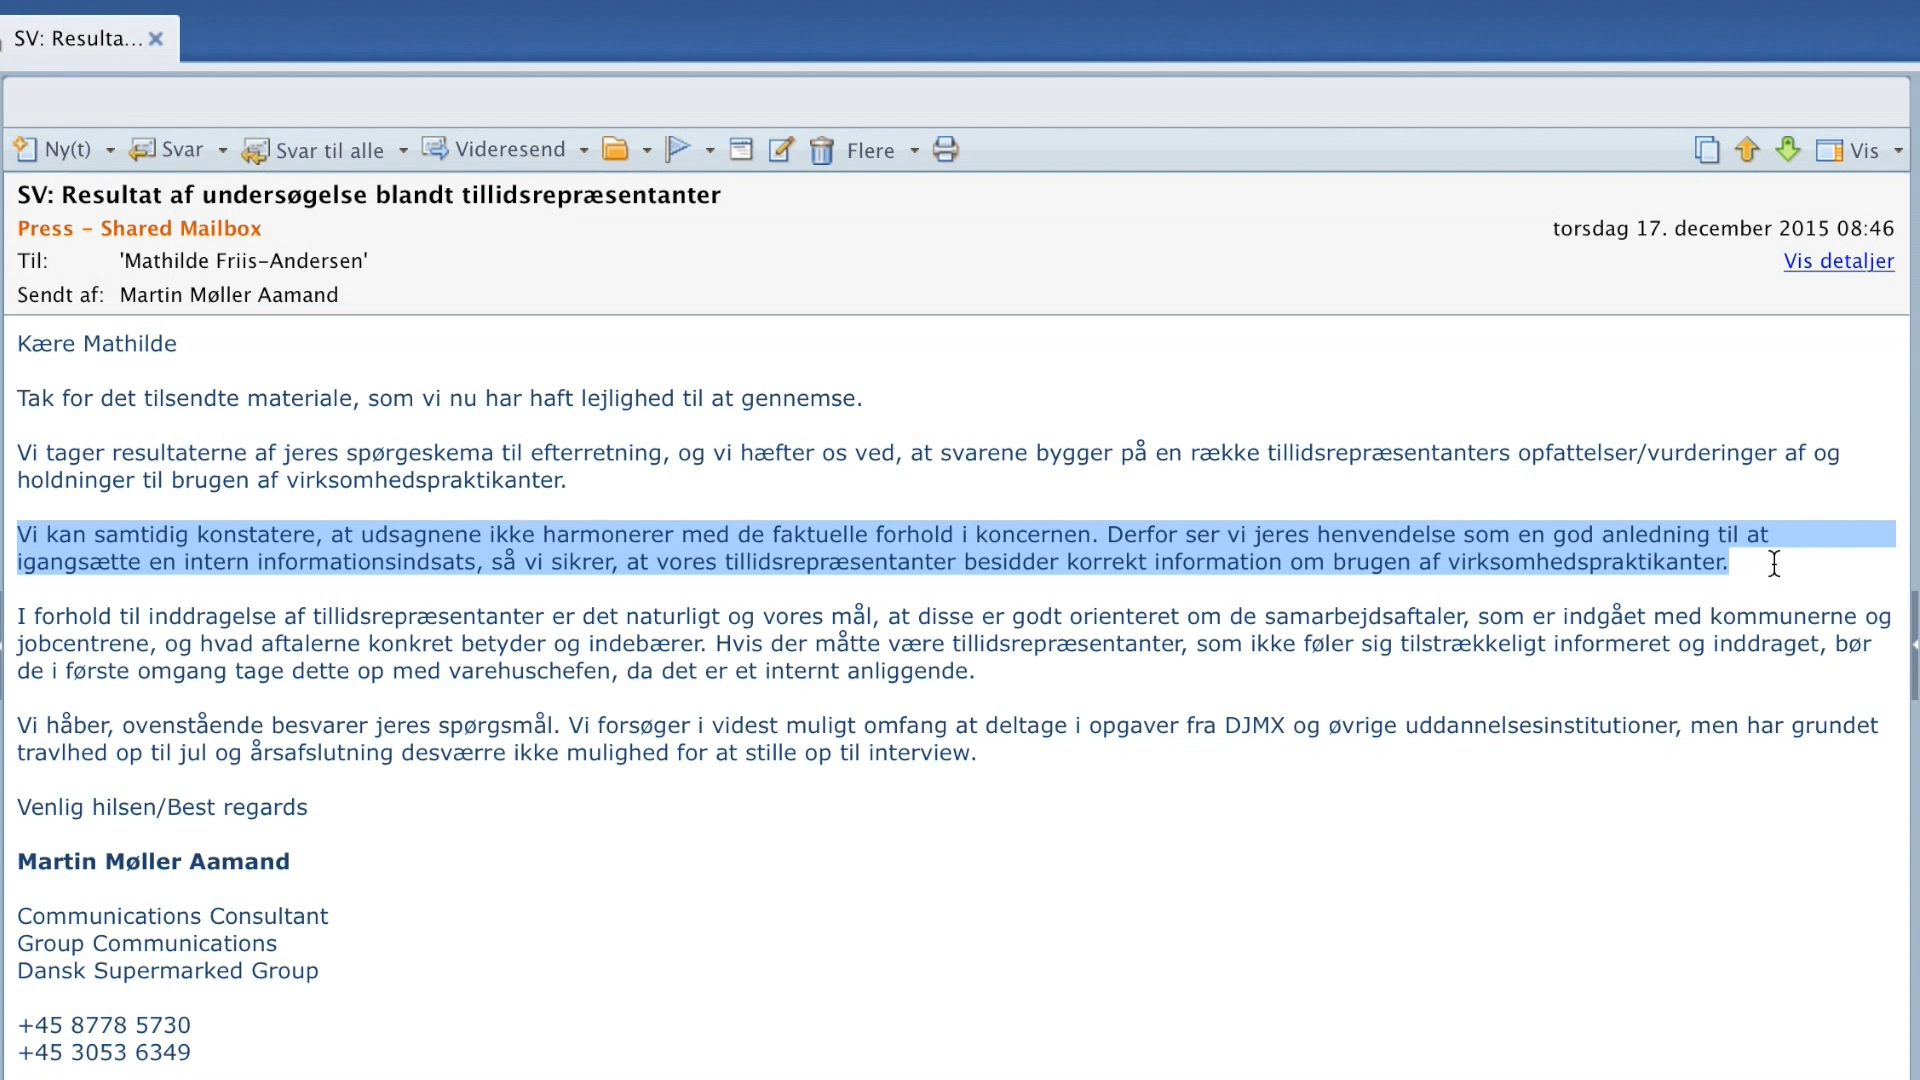 SV: Resulta...
Ny(t) Svar Svar til alle Videresend Flere Vis
SV: Resultat af undersøgelse blandt tillidsrepræsentanter
Press – Shared Mailbox torsdag 17. december 2015 08:46
Til: 'Mathilde Friis-Andersen' Vis detaljer
Sendt af: Martin Møller Aamand
Kære Mathilde
Tak for det tilsendte materiale, som vi nu har haft lejlighed til at gennemse.
Vi tager resultaterne af jeres spørgeskema til efterretning, og vi hæfter os ved, at svarene bygger på en række tillidsrepræsentanters opfattelser/vurderinger af og
holdninger til brugen af virksomhedspraktikanter.
Vi kan samtidig konstatere, at udsagnene ikke harmonerer med de faktuelle forhold i koncernen. Derfor ser vi jeres henvendelse som en god anledning til at
igangsætte en intern informationsindsats, så vi sikrer, at vores tillidsrepræsentanter besidder korrekt information om brugen af virksomhedspraktikanter.
I forhold til inddragelse af tillidsrepræsentanter er det naturligt og vores mål, at disse er godt orienteret om de samarbejdsaftaler, som er indgået med kommunerne og
jobcentrene, og hvad aftalerne konkret betyder og indebærer. Hvis der måtte være tillidsrepræsentanter, som ikke føler sig tilstrækkeligt informeret og inddraget, bør
de i første omgang tage dette op med varehuschefen, da det er et internt anliggende.
Vi håber, ovenstående besvarer jeres spørgsmål. Vi forsøger i videst muligt omfang at deltage i opgaver fra DJMX og øvrige uddannelsesinstitutioner, men har grundet
travlhed op til jul og årsafslutning desværre ikke mulighed for at stille op til interview.
Venlig hilsen/Best regards
Martin Møller Aamand
Communications Consultant
Group Communications
Dansk Supermarked Group
+45 8778 5730
+45 3053 6349